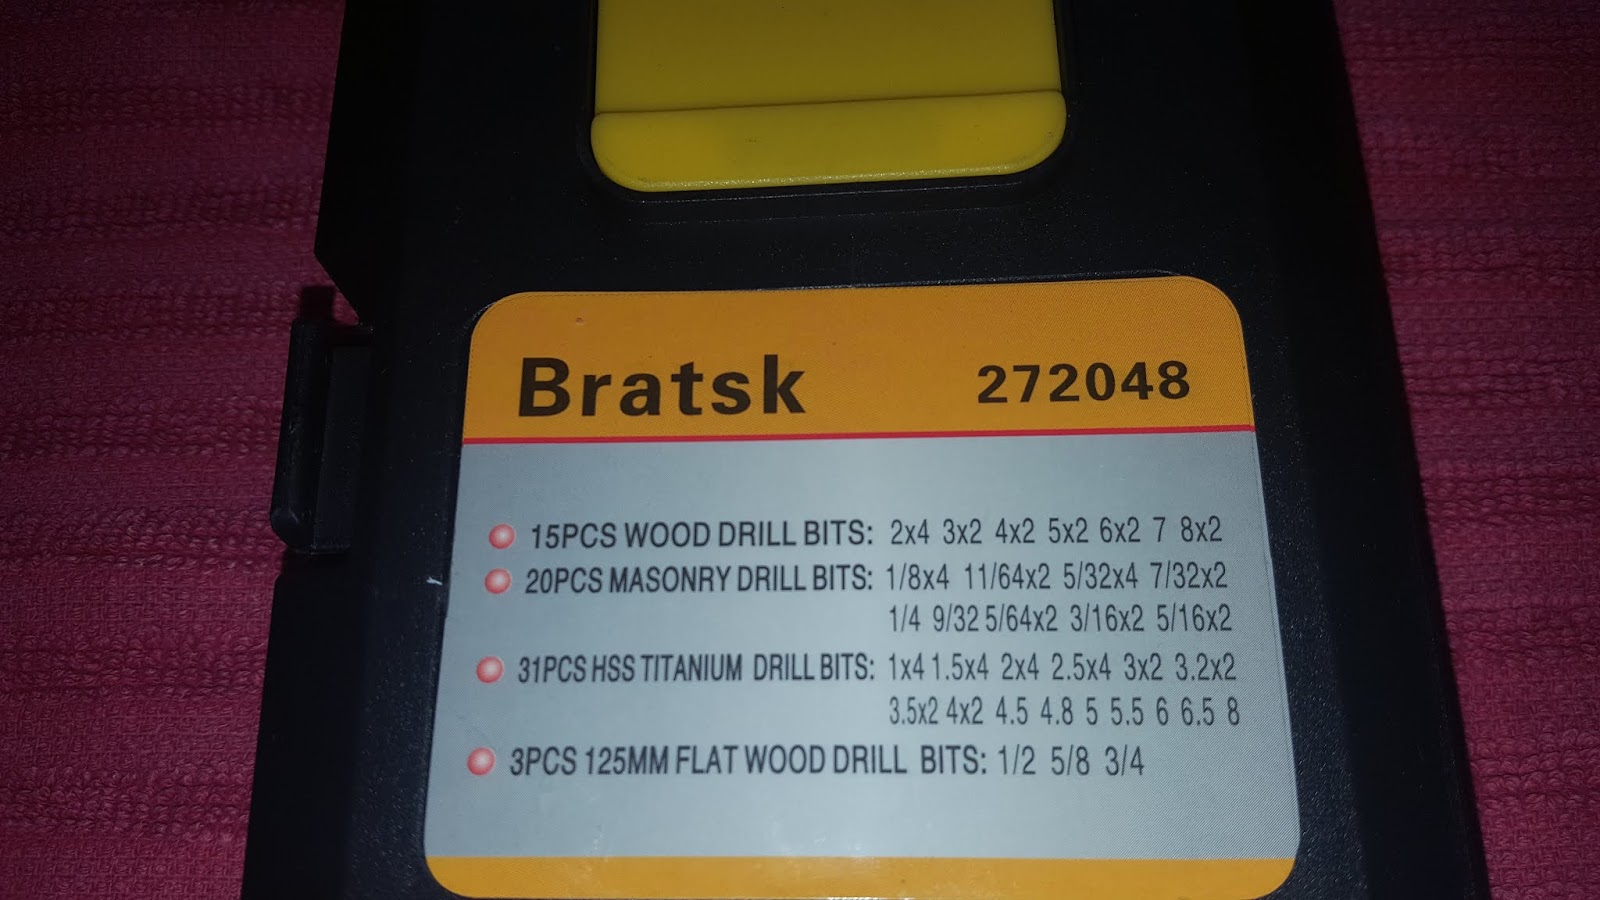 Bratsk 272048
15PCS WOOD DRILL BITS: 2x4 3x2 4x2 5x2 6x2 7 8x2
20PCS MASONRY DRILL BITS: 1/8x4 11/64x2 5/32x4 7/32x2
1/4 9/32 5/64x2 3/16x2 5/16x2
31PCS HSS TITANIUM DRILL BITS: 1x4 1.5x4 2x4 2.5x4 3x2 3.2x2
3.5x2 4x2 4.5 4.8 5 5.5 6 6.5 8
3PCS 125MM FLAT WOOD DRILL BITS: 1/2 5/8 3/4